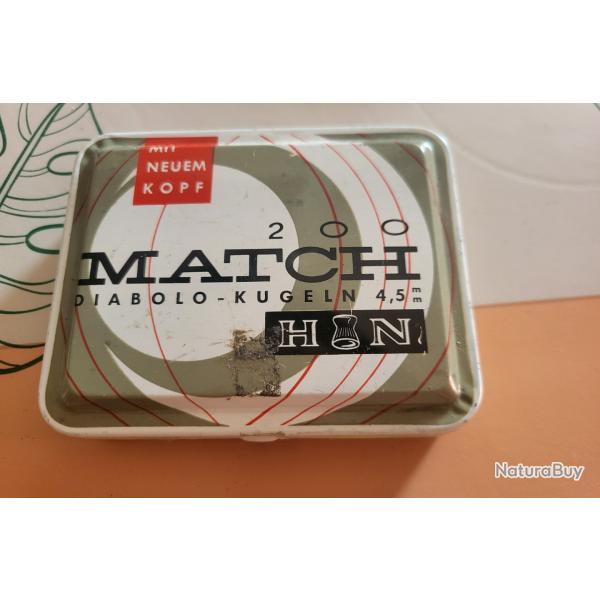 MIT
NEUEM
KOPF
200
MATCH
DIABOLO-KUGELN 4,5 mm
H N
NaturaBuy